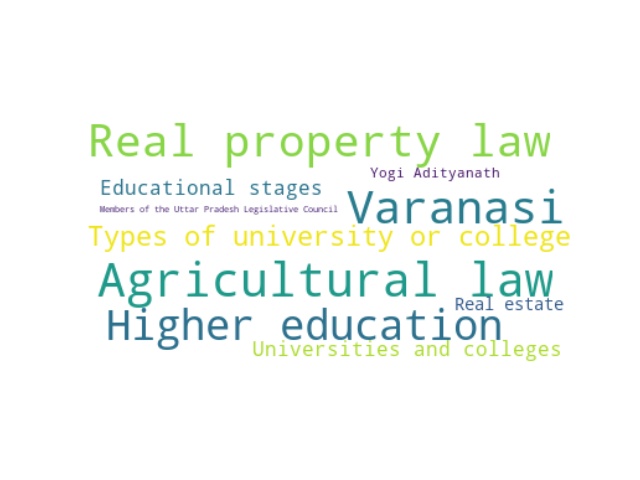 Real property law
Yogi Adityanath
Educational stages
Varanasi
Members of the Uttar Pradesh Legislative Council
Types of university or college
Agricultural law
Real estate
Higher education
Universities and colleges